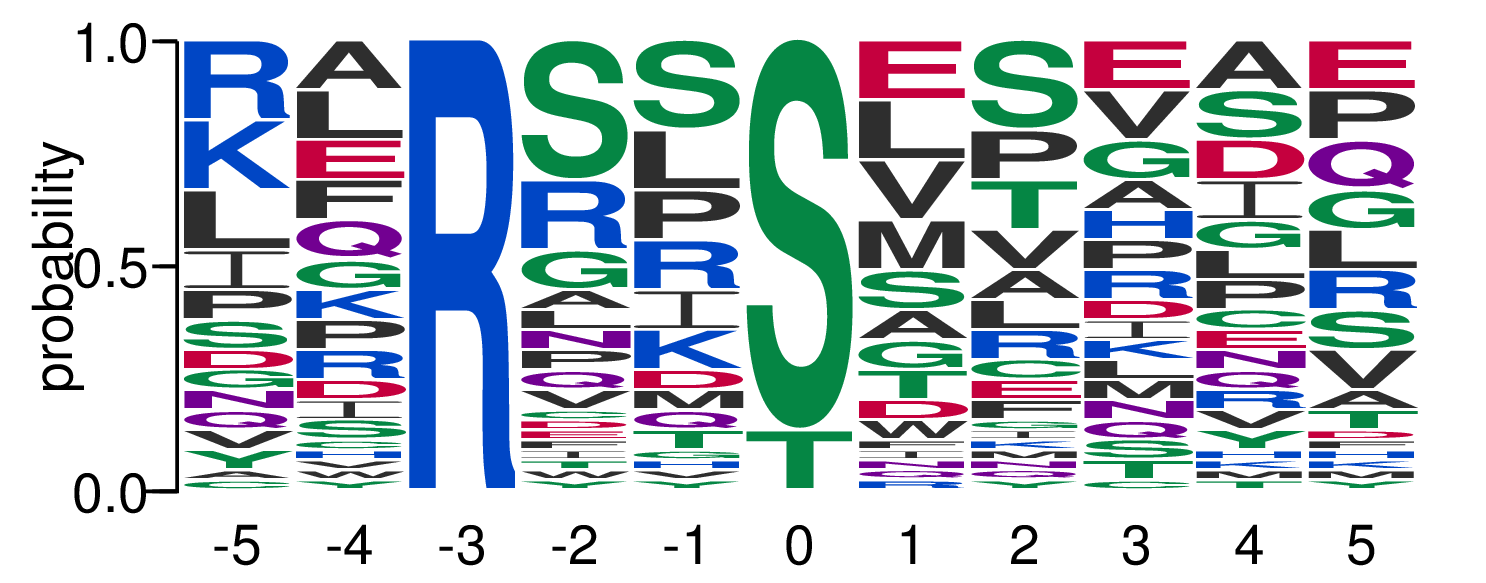 probability
1.0
0.5
0.0
R K L I P S D G N Q V Y A C
A L E F Q G K P R D I S C H
R
S R G A L N P Q V
S L P R I K D M Q T G H
S T
E L V M S A G T D W
S P T V A L R C E F
E V G A H P R D I K L M N Q S T C
A S D I G L P C E N Q R V Y H K M
E P Q G L R S V A T D
-5 -4 -3 -2 -1 0 1 2 3 4 5